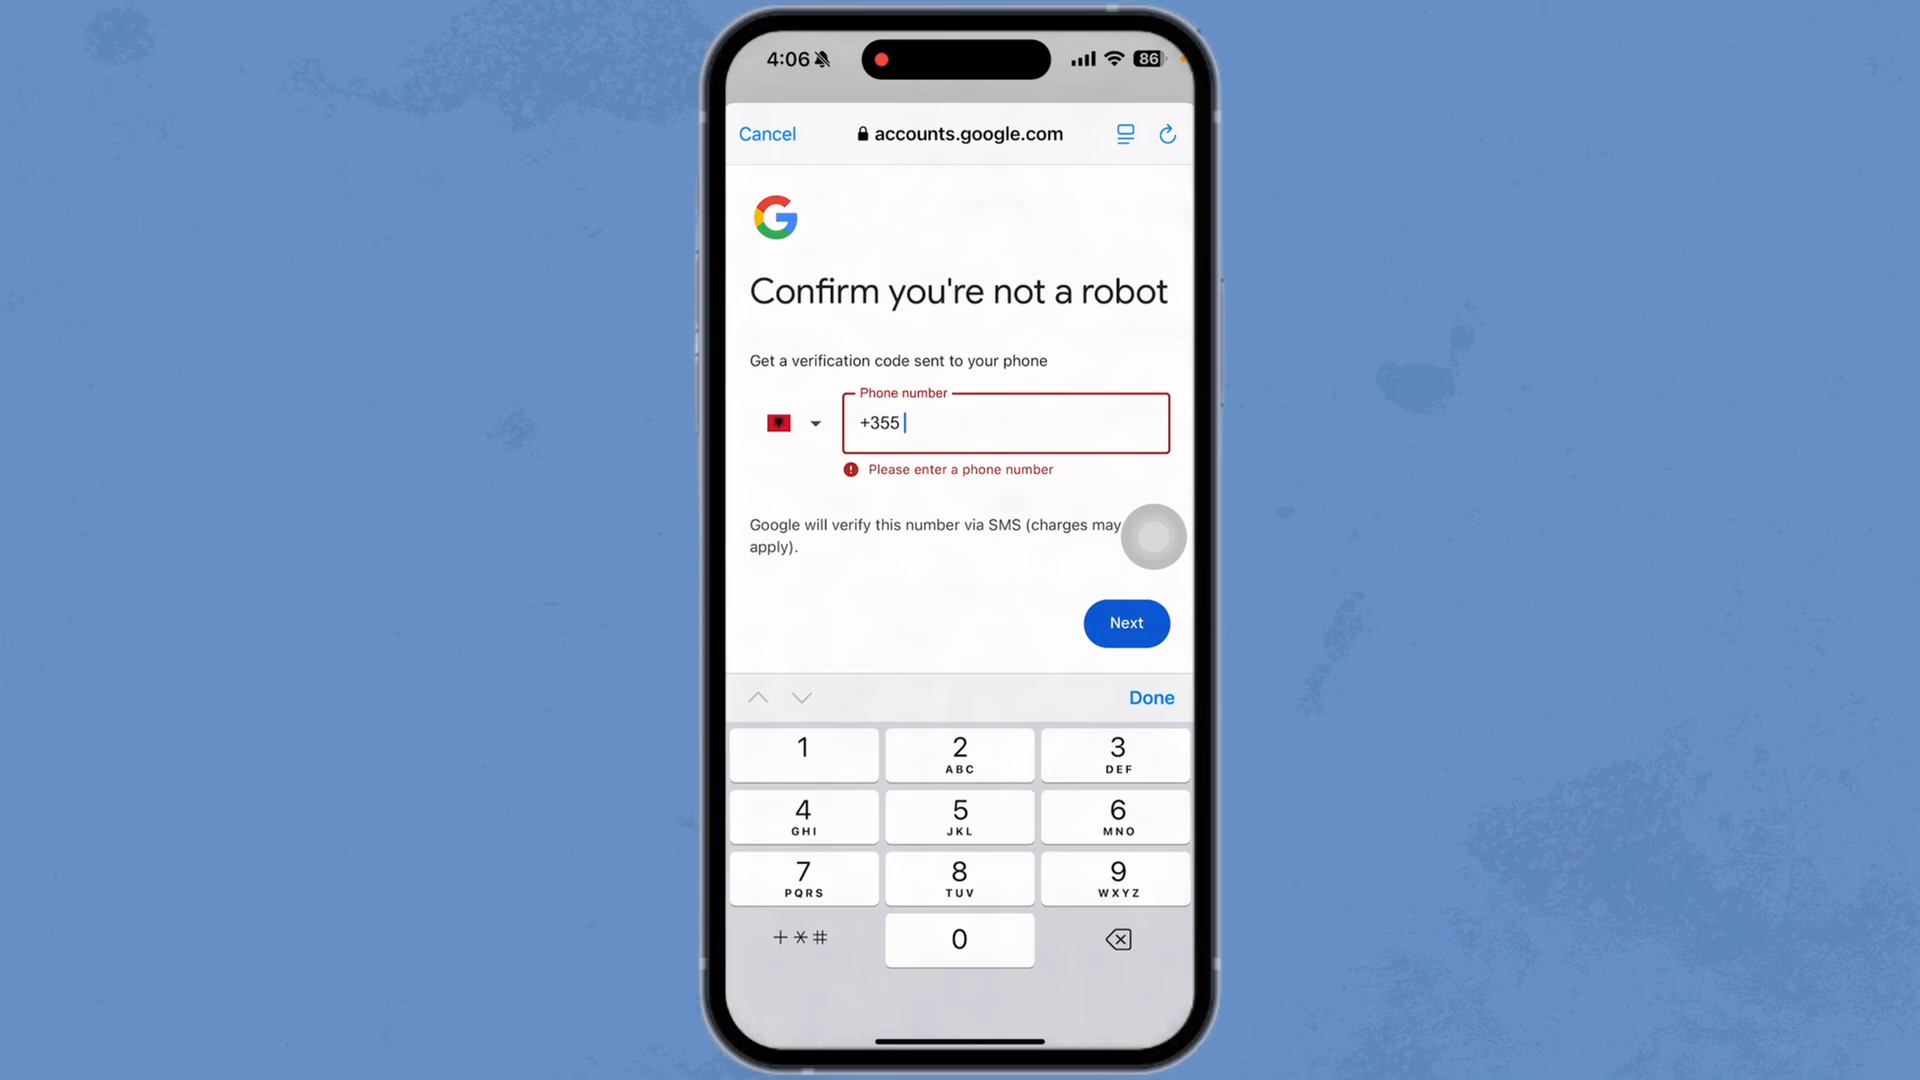 4:06 86
Cancel accounts.google.com
Confirm you're not a robot
Get a verification code sent to your phone
Phone number
+355
Please enter a phone number
Google will verify this number via SMS (charges may
apply).
Next
Done
1 2 3
ABC DEF
4 5 6
GHI JKL MNO
7 8 9
PQRS TUV WXYZ
+*# 0